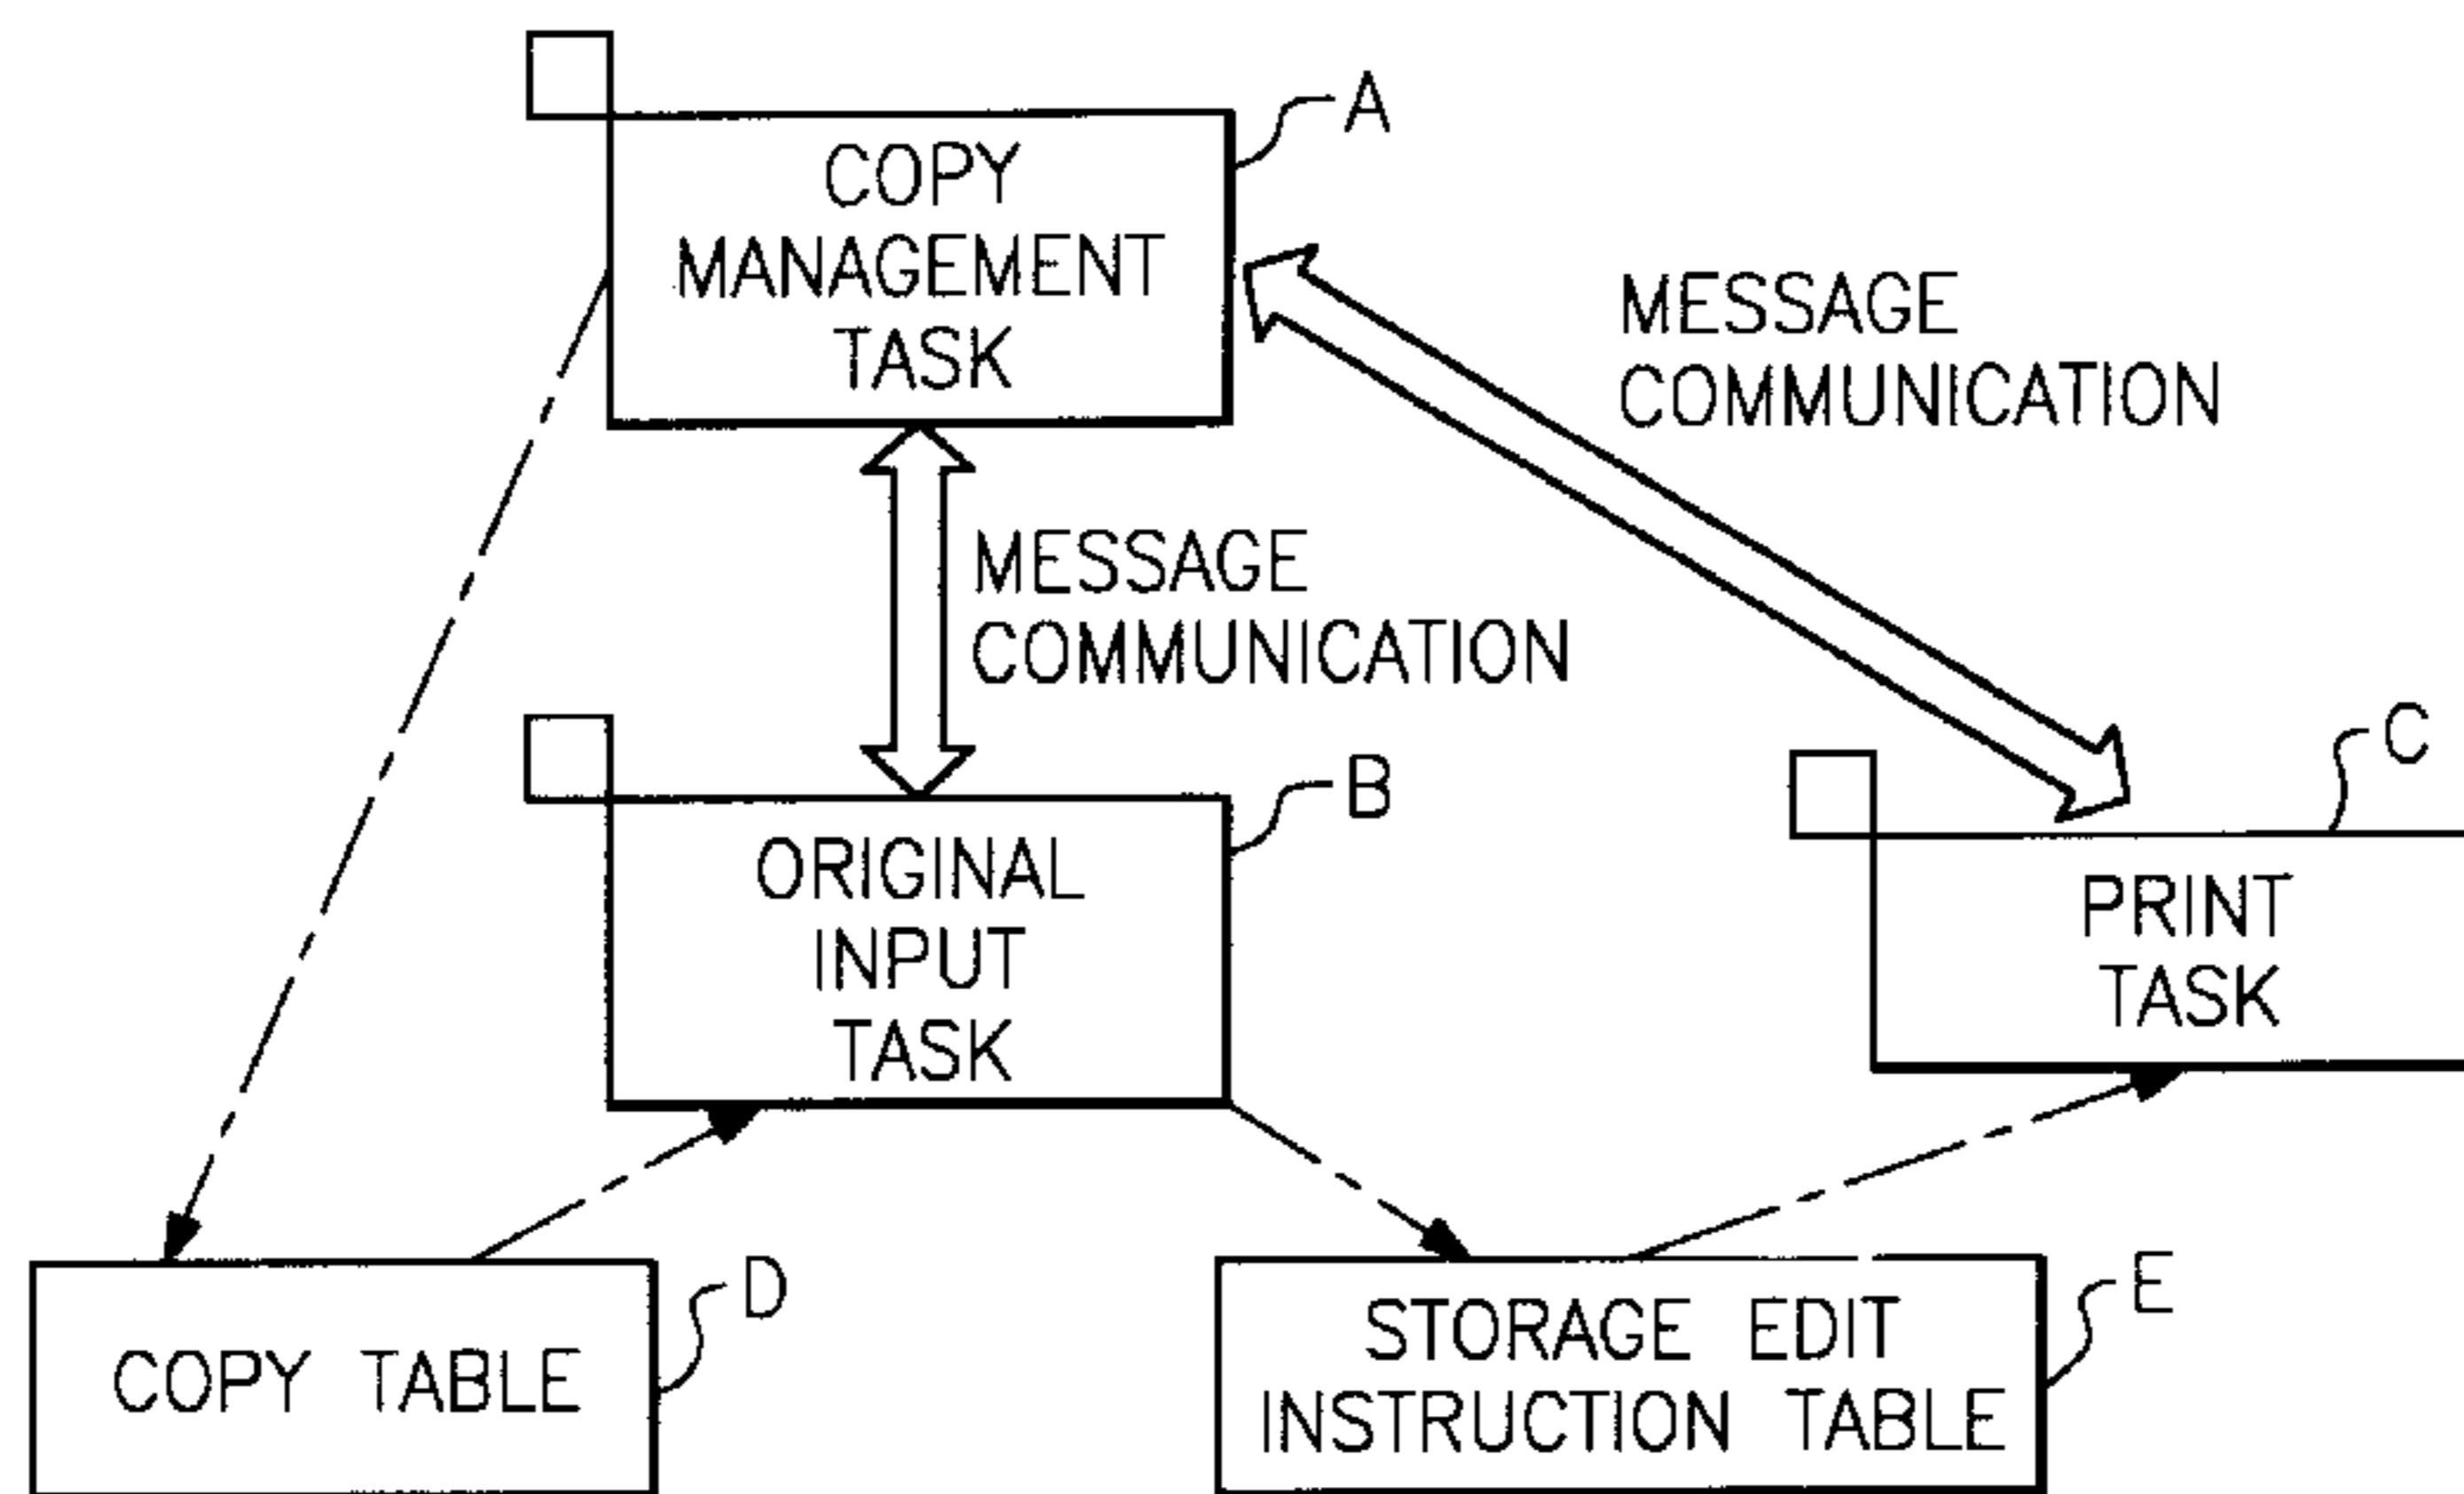 A
COPY
MANAGEMENT
TASK
MESSAGE
COMMUNICATION
MESSAGE
COMMUNICATION
B
C
ORIGINAL
INPUT
TASK
PRINT
TASK
D
E
COPY TABLE
STORAGE EDIT
INSTRUCTION TABLE